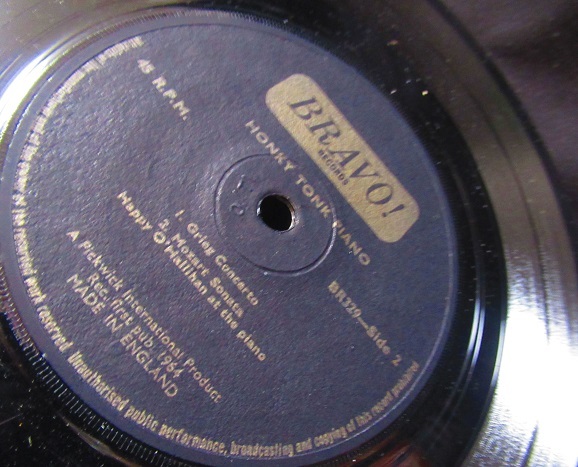 BRAVO!
RECORDS
45 R.P.M.
HONKY TONK PIANO
BR379—Side 2
1. Grieg Concerto
2. Mozart Sonata
Happy O'Hallihan at the piano
A Pickwick International Product
Rec. first Pub. 1964
MADE IN ENGLAND
reserved Unauthorised public performance, broadcasting and copying of this record prohibited